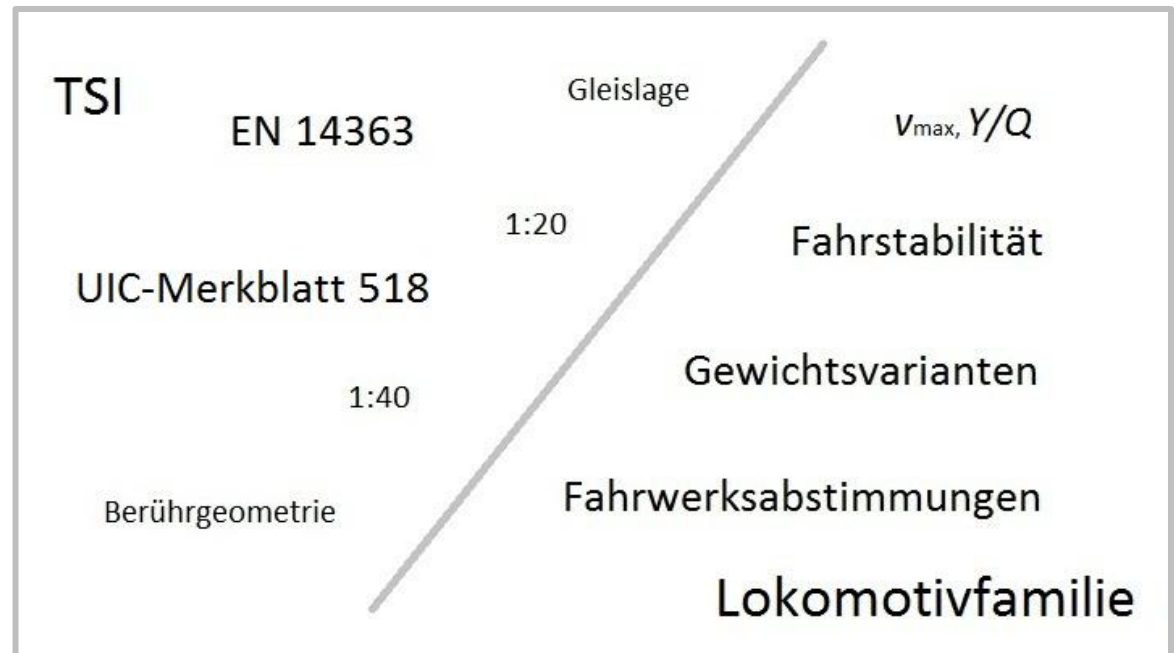 TSI
EN 14363
Gleislage
1:20
UIC-Merkblatt 518
1:40
Berührgeometrie
vmax, Y/Q
Fahrstabilität
Gewichtsvarianten
Fahrwerksabstimmungen
Lokomotivfamilie